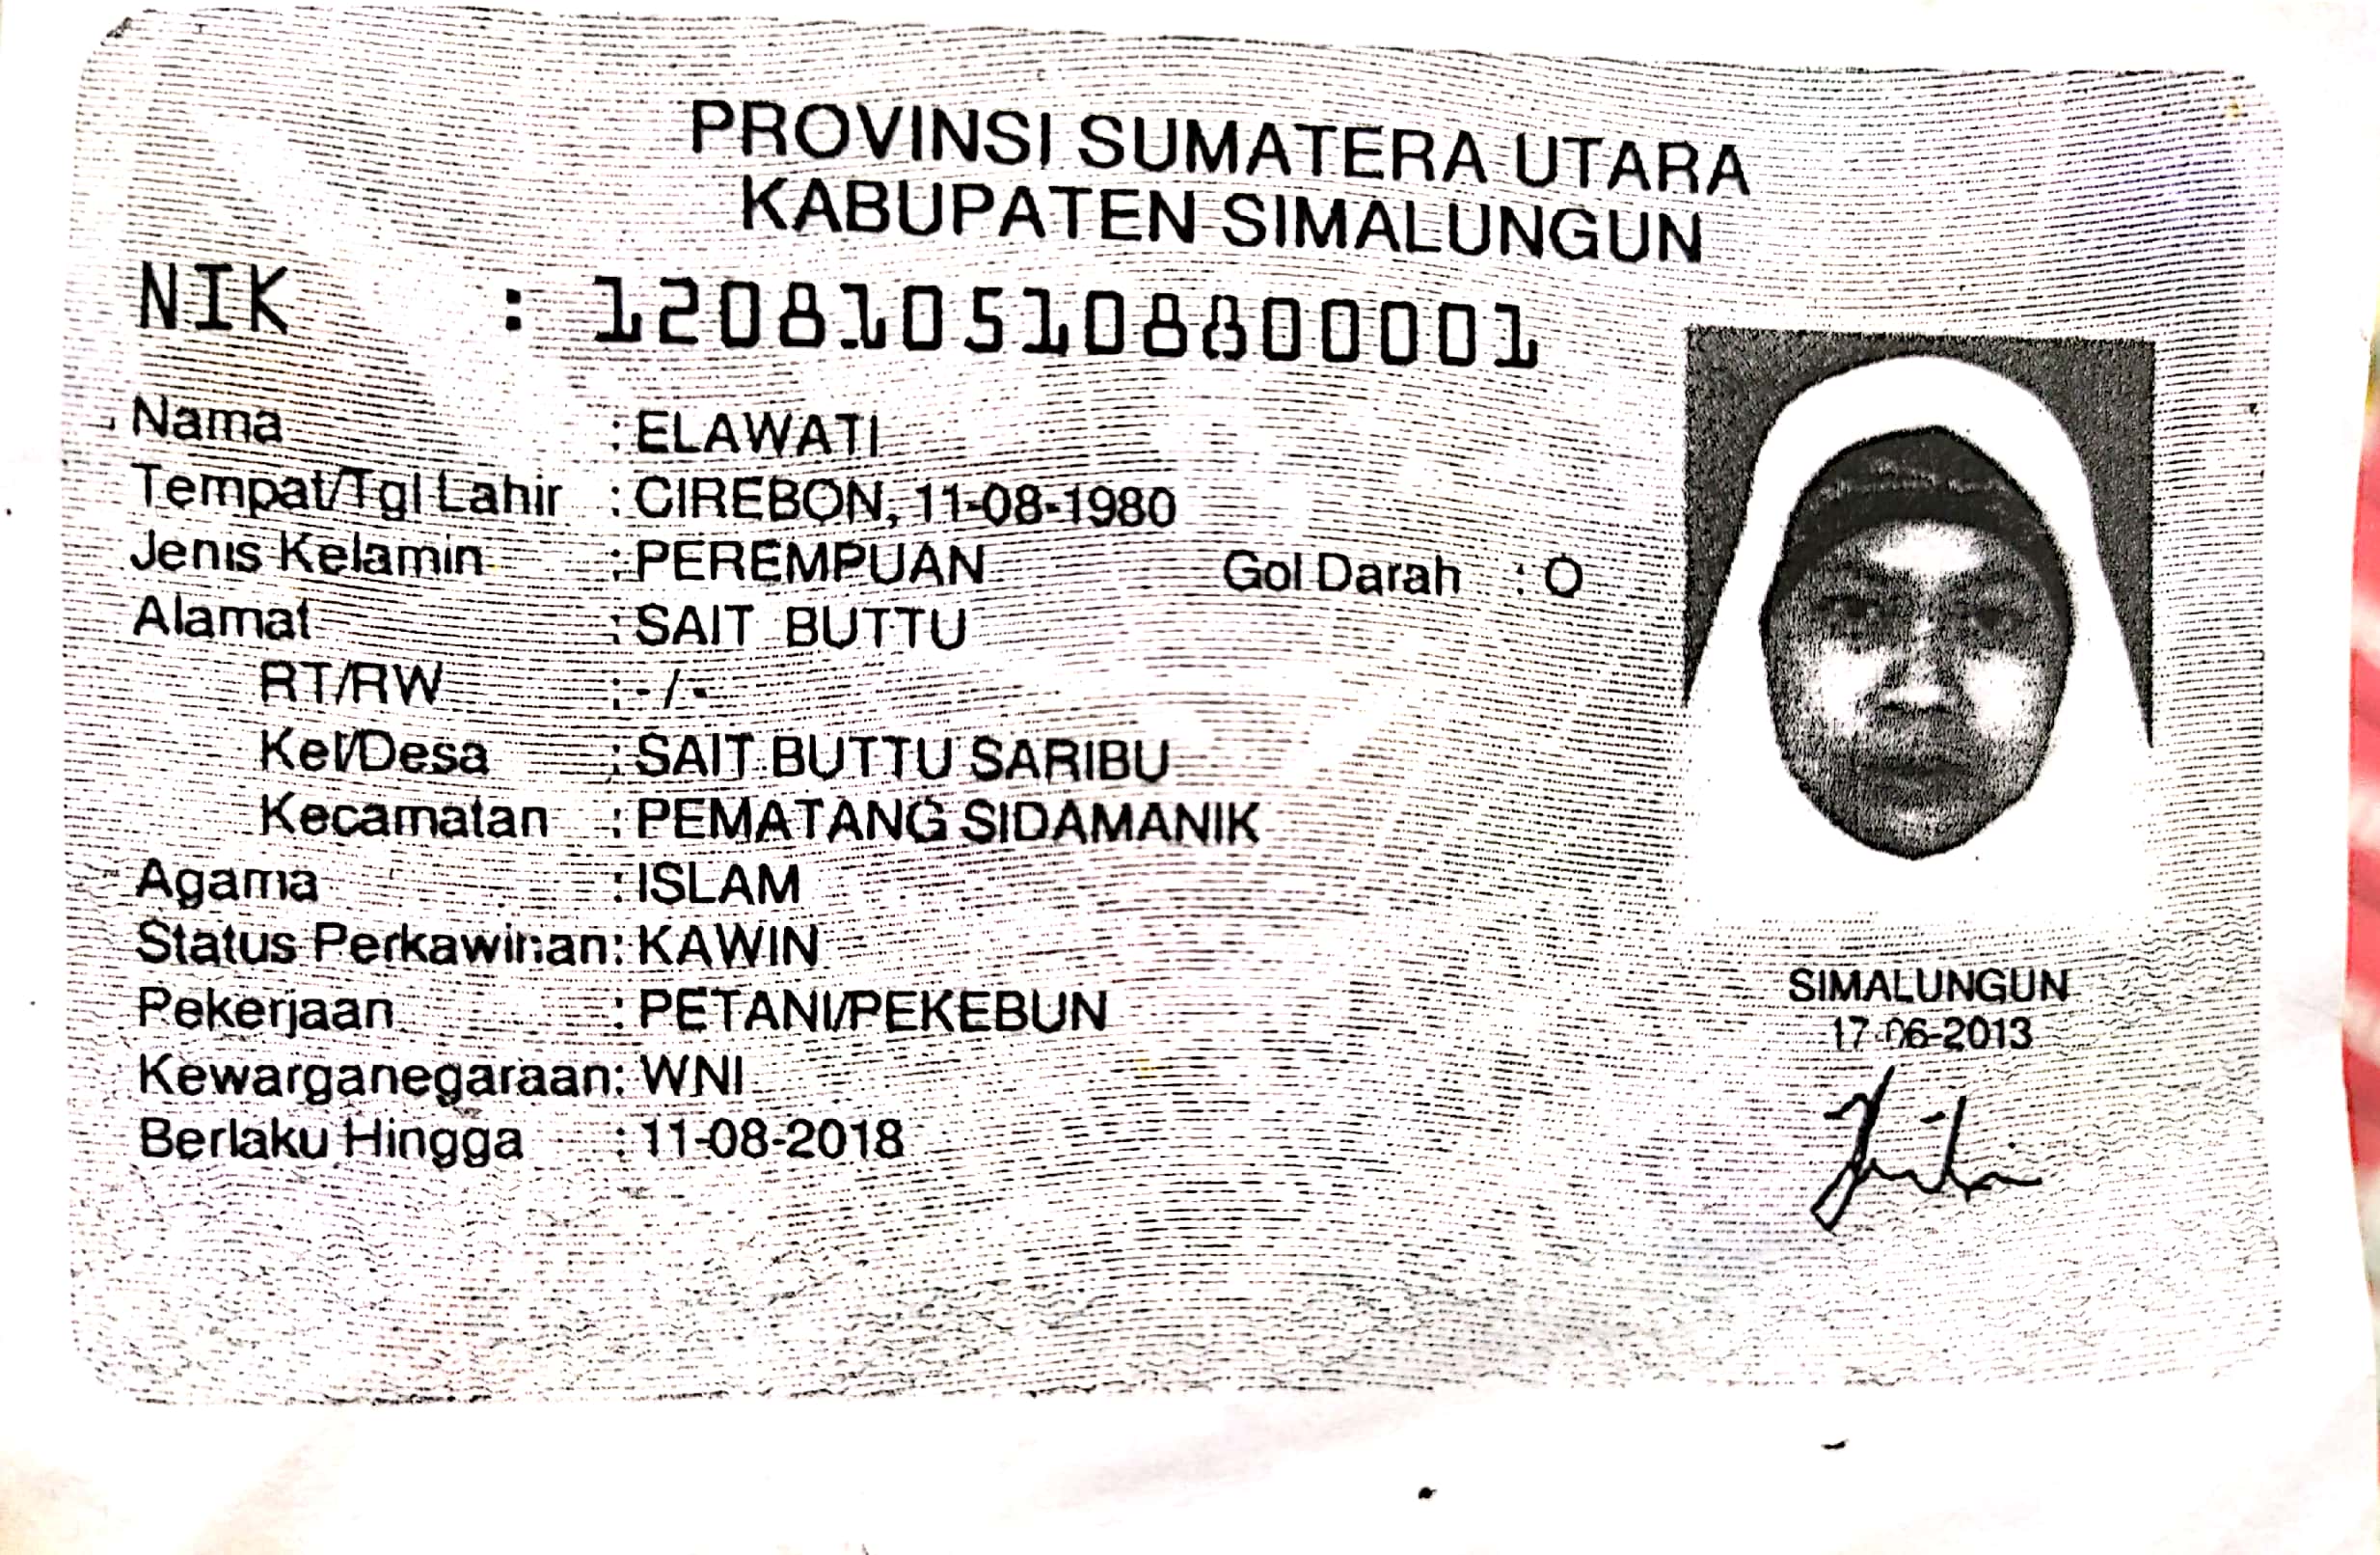 PROVINSI SUMATERA UTARA
KABUPATEN SIMALUNGUN
NIK : 1208105108800001
Nama : ELAWATI
Tempat/Tgl Lahir : CIREBON, 11-08-1980
Jenis Kelamin : PEREMPUAN Gol Darah : O
Alamat : SAIT BUTTU
RT/RW : - / -
Kel/Desa : SAIT BUTTU SARIBU
Kecamatan : PEMATANG SIDAMANIK
Agama : ISLAM
Status Perkawinan : KAWIN
Pekerjaan : PETANI/PEKEBUN
Kewarganegaraan : WNI
Berlaku Hingga : 11-08-2018
SIMALUNGUN
17-06-2013